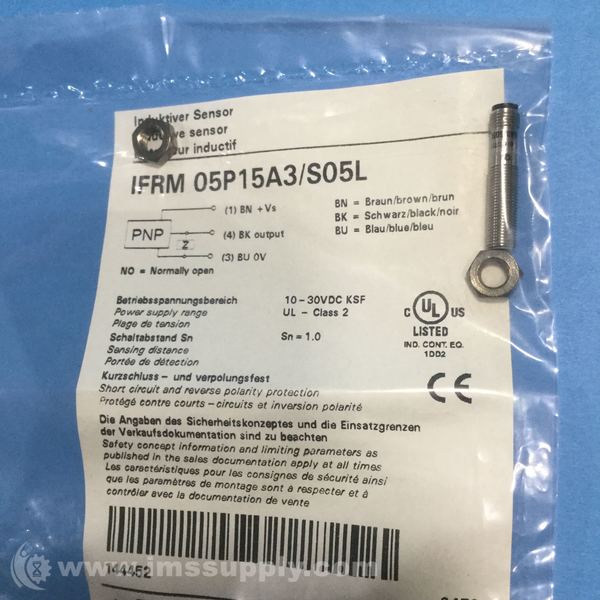 Induktiver Sensor
sensor
inductif
IFRM 05P15A3/S05L
(1) BN +Vs
PNP
(4) BK output
Z
(3) BU 0V
NO = Normally open
BN = Braun/brown/brun
BK = Schwarz/black/noir
BU = Blau/blue/bleu
Betriebsspannungsbereich 10-30VDC KSF
Power supply range UL - Class 2
Plage de tension
Schaltabstand Sn Sn = 1.0
Sensing distance
Portée de détection
C UL US
LISTED
IND. CONT. EQ.
1DD2
CE
Kurzschluss- und verpolungsfest
Short circuit and reverse polarity protection
Protégé contre courts-circuits et inversion polarité
Die Angaben des Sicherheitskonzeptes und die Einsatzgrenzen
der Verkaufsdokumentation sind zu beachten
Safety concept information and limiting parameters as
published in the sales documentation apply at all times
Les caractéristiques pour les consignes de sécurité ainsi
que les paramètres de montage sont à respecter et à
contrôler avec la documentation de vente
144452
www.imssupply.com